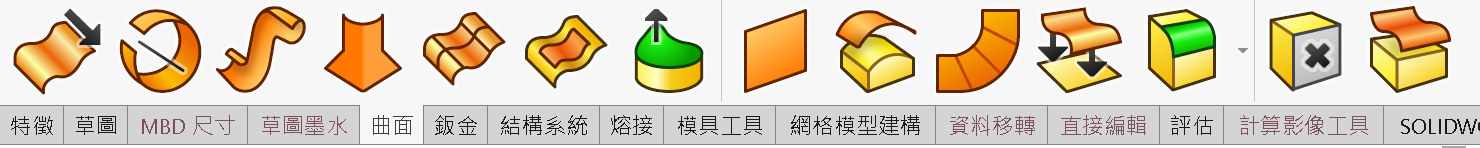 特徵 草圖 MBD 尺寸 草圖墨水 曲面 鈑金 結構系統 熔接 模具工具 網格模型建構 資料移轉 直接編輯 評估 計算影像工具 SOLIDW